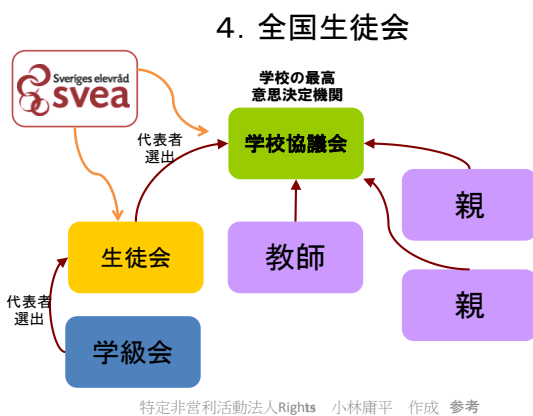 4. 全国生徒会
Sveriges elevråd
svea
学校の最高
意思決定機関
代表者
選出
学校協議会
親
生徒会
教師
親
代表者
選出
学級会
特定非営利活動法人Rights 小林庸平 作成 参考